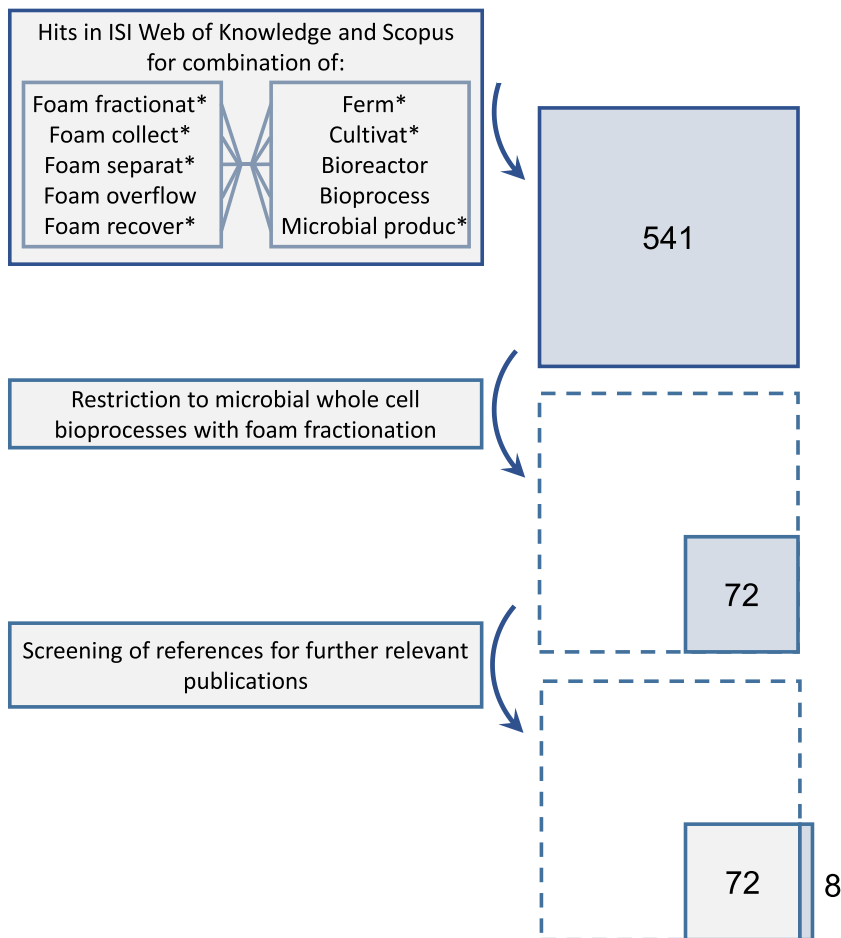 Hits in ISI Web of Knowledge and Scopus
for combination of:
Foam fractionat*
Foam collect*
Foam separat*
Foam overflow
Foam recover*
Ferm*
Cultivat*
Bioreactor
Bioprocess
Microbial produc*
541
Restriction to microbial whole cell
bioprocesses with foam fractionation
72
Screening of references for further relevant
publications
72
8